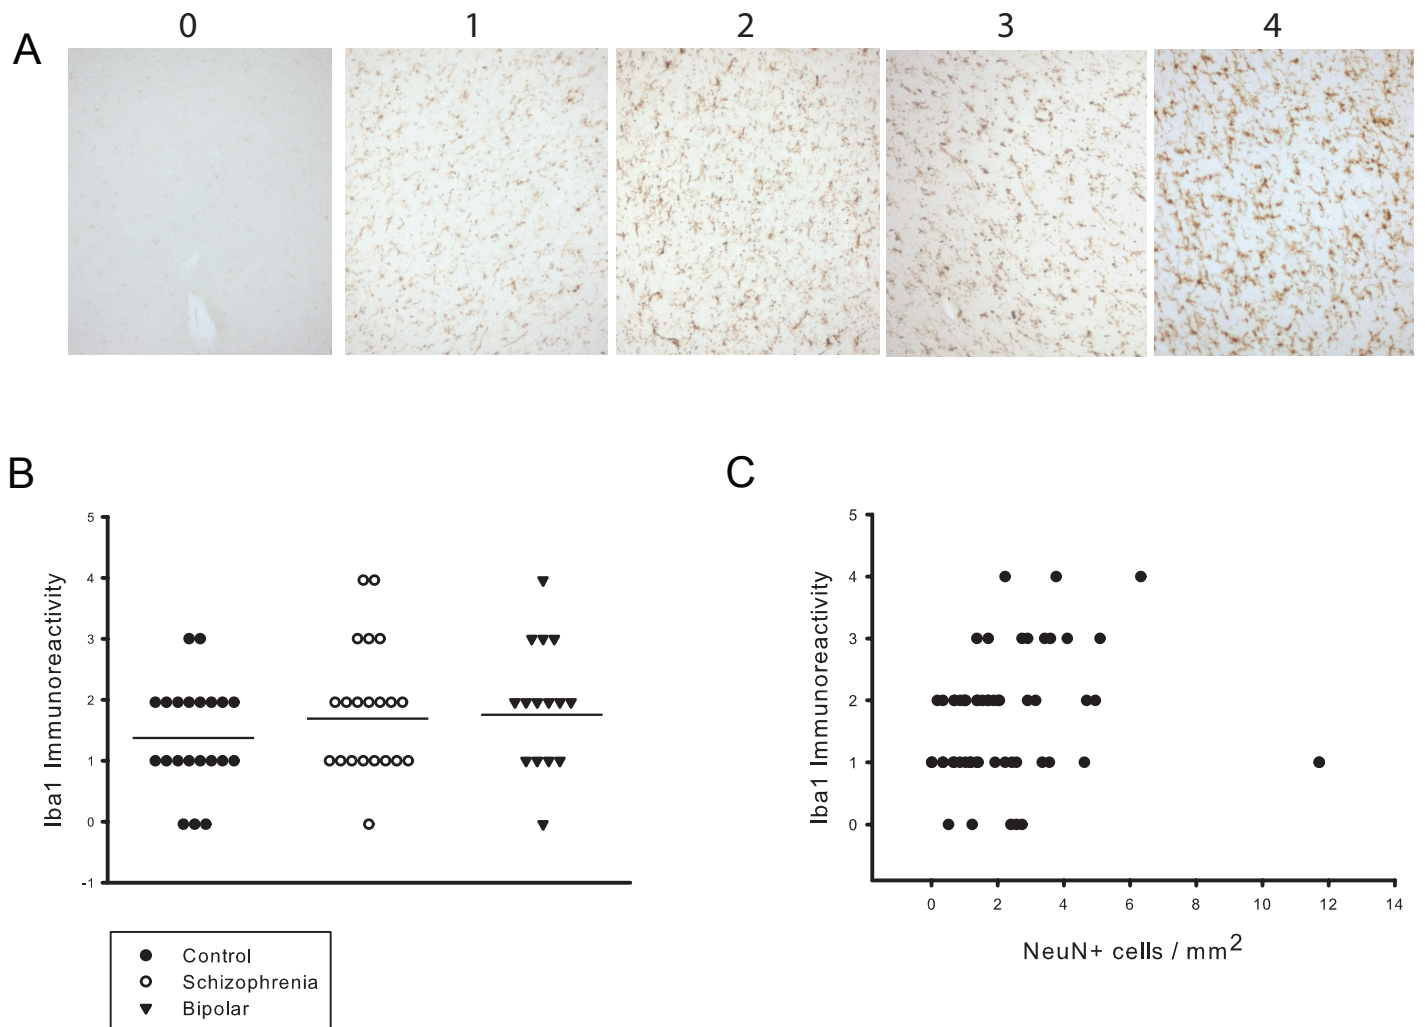 A
0 1 2 3 4
B
5
4
3
2
1
0
-1
Iba1 Immunoreactivity
Control
Schizophrenia
Bipolar
C
5
4
3
2
1
0
Iba1 Immunoreactivity
0 2 4 6 8 10 12 14
NeuN+ cells / mm²